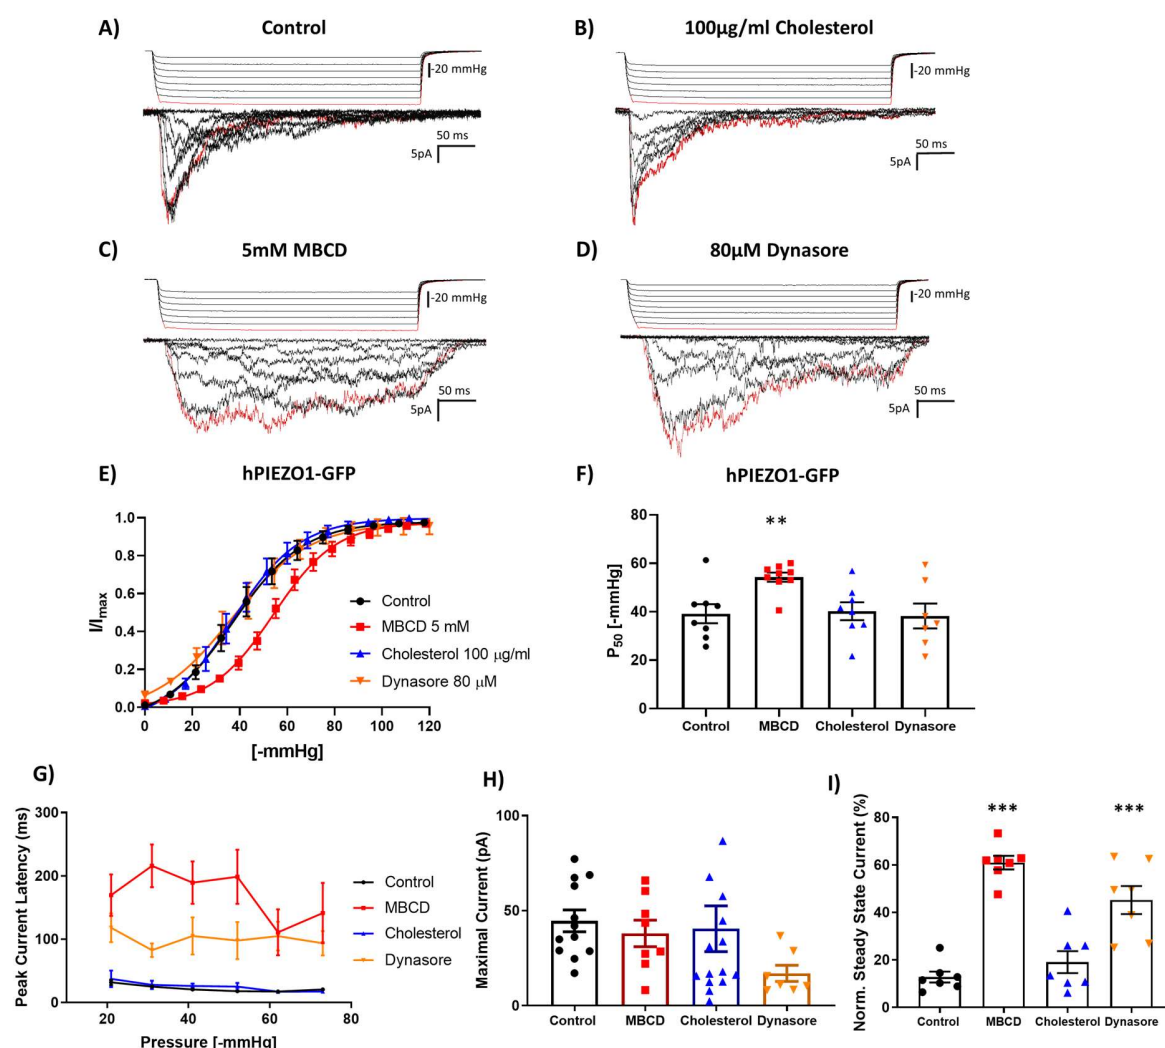 A) Control
-20 mmHg
50 ms
5pA
B) 100µg/ml Cholesterol
-20 mmHg
50 ms
5pA
C) 5mM MBCD
-20 mmHg
50 ms
5pA
D) 80µM Dynasore
-20 mmHg
50 ms
5pA
E) hPIEZO1-GFP
I/Imax
1.0
0.8
0.6
0.4
0.2
0.0
0 20 40 60 80 100 120
[-mmHg]
Control
MBCD 5 mM
Cholesterol 100 µg/ml
Dynasore 80 µM
F) hPIEZO1-GFP
P50 [-mmHg]
80
60
40
20
0
**
Control MBCD Cholesterol Dynasore
G)
Peak Current Latency (ms)
300
200
100
0
20 40 60 80
Pressure [-mmHg]
Control
MBCD
Cholesterol
Dynasore
H)
Maximal Current (pA)
100
50
0
Control MBCD Cholesterol Dynasore
I)
Norm. Steady State Current (%)
80
60
40
20
0
*** ***
Control MBCD Cholesterol Dynasore